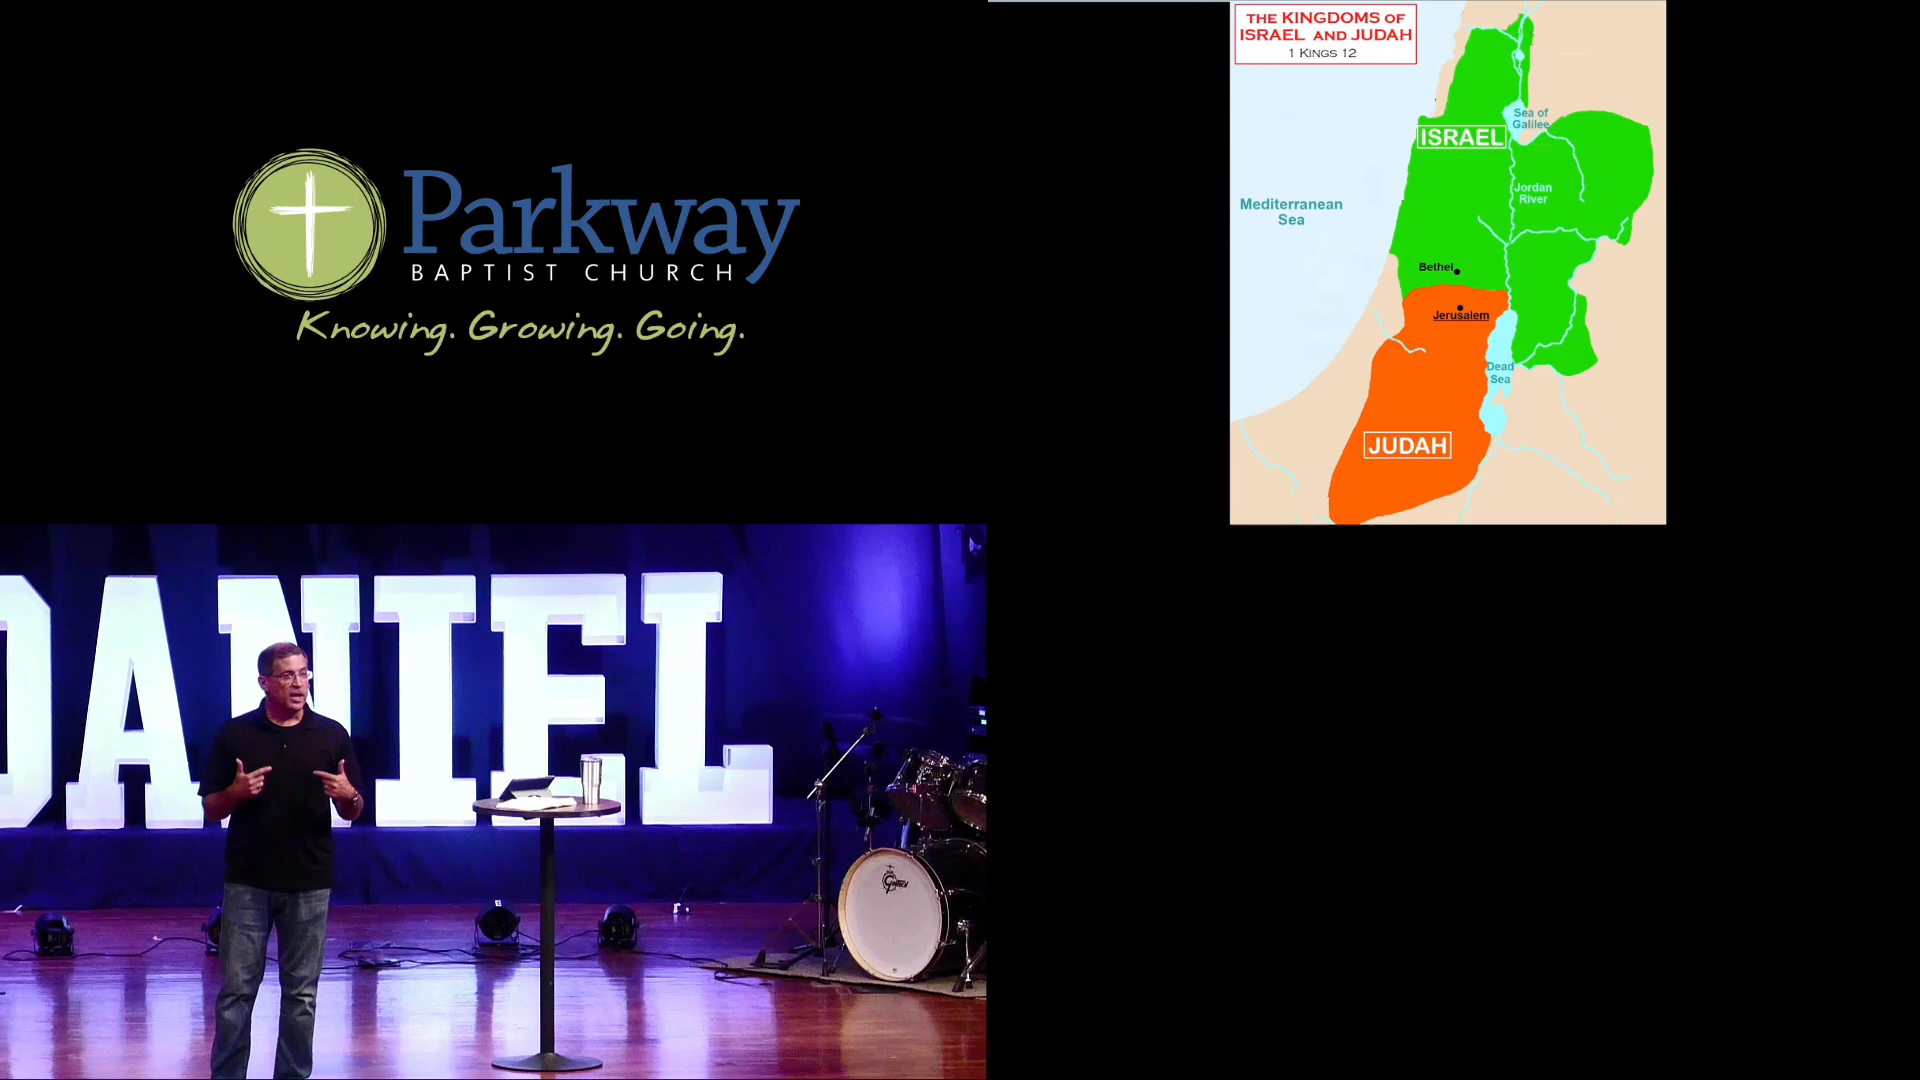 Parkway
BAPTIST CHURCH
Knowing. Growing. Going.
THE KINGDOMS OF
ISRAEL AND JUDAH
1 KINGS 12
Sea of
Galilee
ISRAEL
Jordan
River
Mediterranean
Sea
Bethel
Jerusalem
Dead
Sea
JUDAH
DANIEL
Gretsch